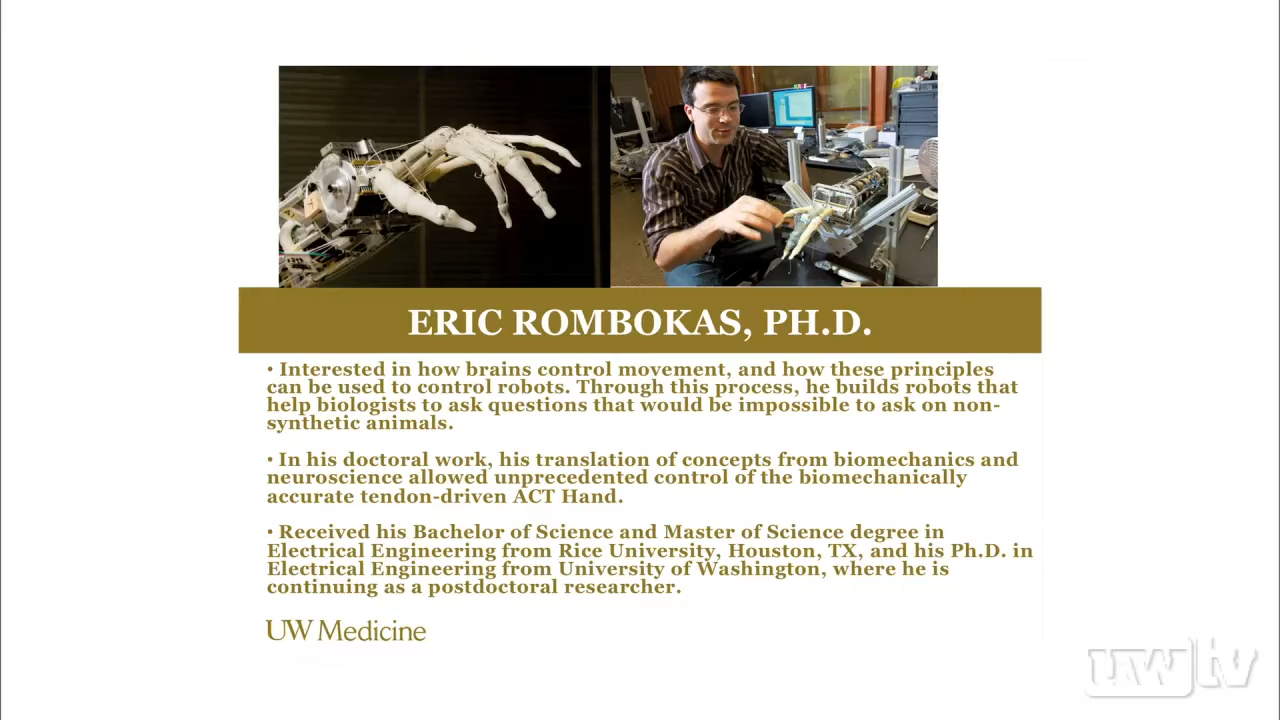 ERIC ROMBOKAS, PH.D.
• Interested in how brains control movement, and how these principles
can be used to control robots. Through this process, he builds robots that
help biologists to ask questions that would be impossible to ask on non-
synthetic animals.
• In his doctoral work, his translation of concepts from biomechanics and
neuroscience allowed unprecedented control of the biomechanically
accurate tendon-driven ACT Hand.
• Received his Bachelor of Science and Master of Science degree in
Electrical Engineering from Rice University, Houston, TX, and his Ph.D. in
Electrical Engineering from University of Washington, where he is
continuing as a postdoctoral researcher.
UW Medicine
UWTV